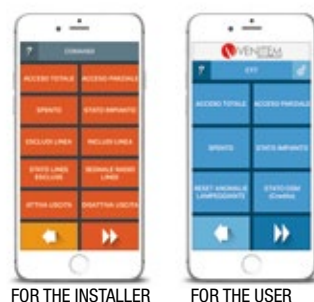 ? COMANDI
ACCESO TOTALE ACCESO PARZIALE
SPENTO STATO IMPIANTO
ESCLUDI LINEA INCLUDI LINEA
STATO LINEE ESCLUSE SEGNALE RADIO LINEE
ATTIVA USCITA DISATTIVA USCITA
FOR THE INSTALLER
VENITEM
?
ACCESO TOTALE ACCESO PARZIALE
SPENTO STATO IMPIANTO
RESET ANOMALIE LAMPEGGIANTE STATO GSM (Credito)
FOR THE USER